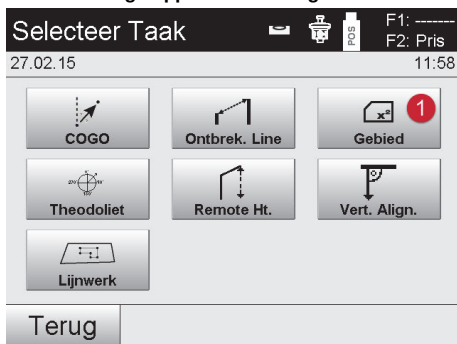 Selecteer Taak
POS
F1: -------
F2: Pris
27.02.15
11:58
COGO
Ontbrek. Line
x²
1
Gebied
Theodoliet
Remote Ht.
Vert. Align.
Lijnwerk
Terug